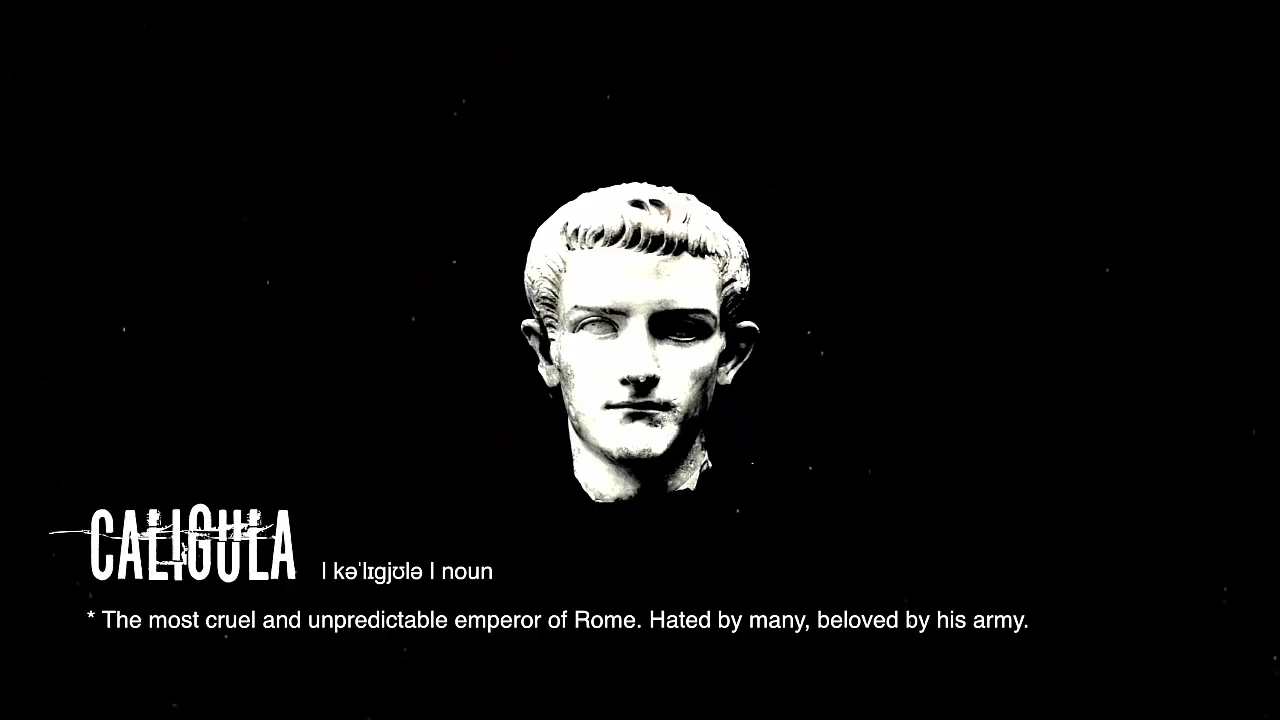 CALIGULA | kəˈlɪgjʊlə | noun
* The most cruel and unpredictable emperor of Rome. Hated by many, beloved by his army.